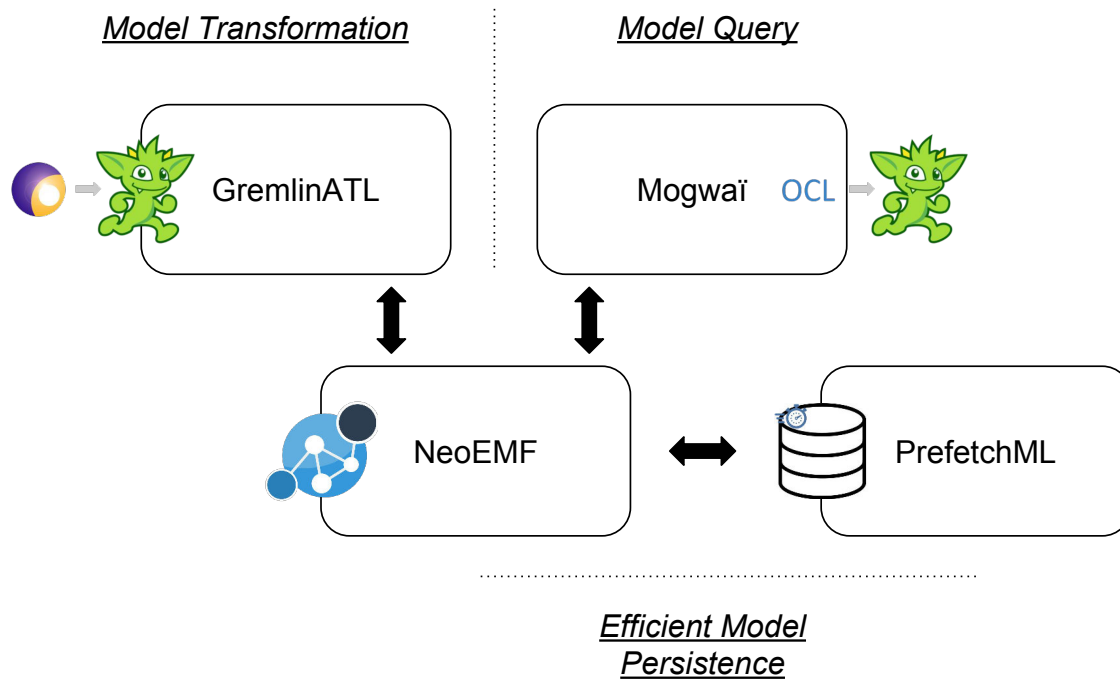 Model Transformation
Model Query
GremlinATL
Mogwaï
OCL
NeoEMF
PrefetchML
Efficient Model
Persistence